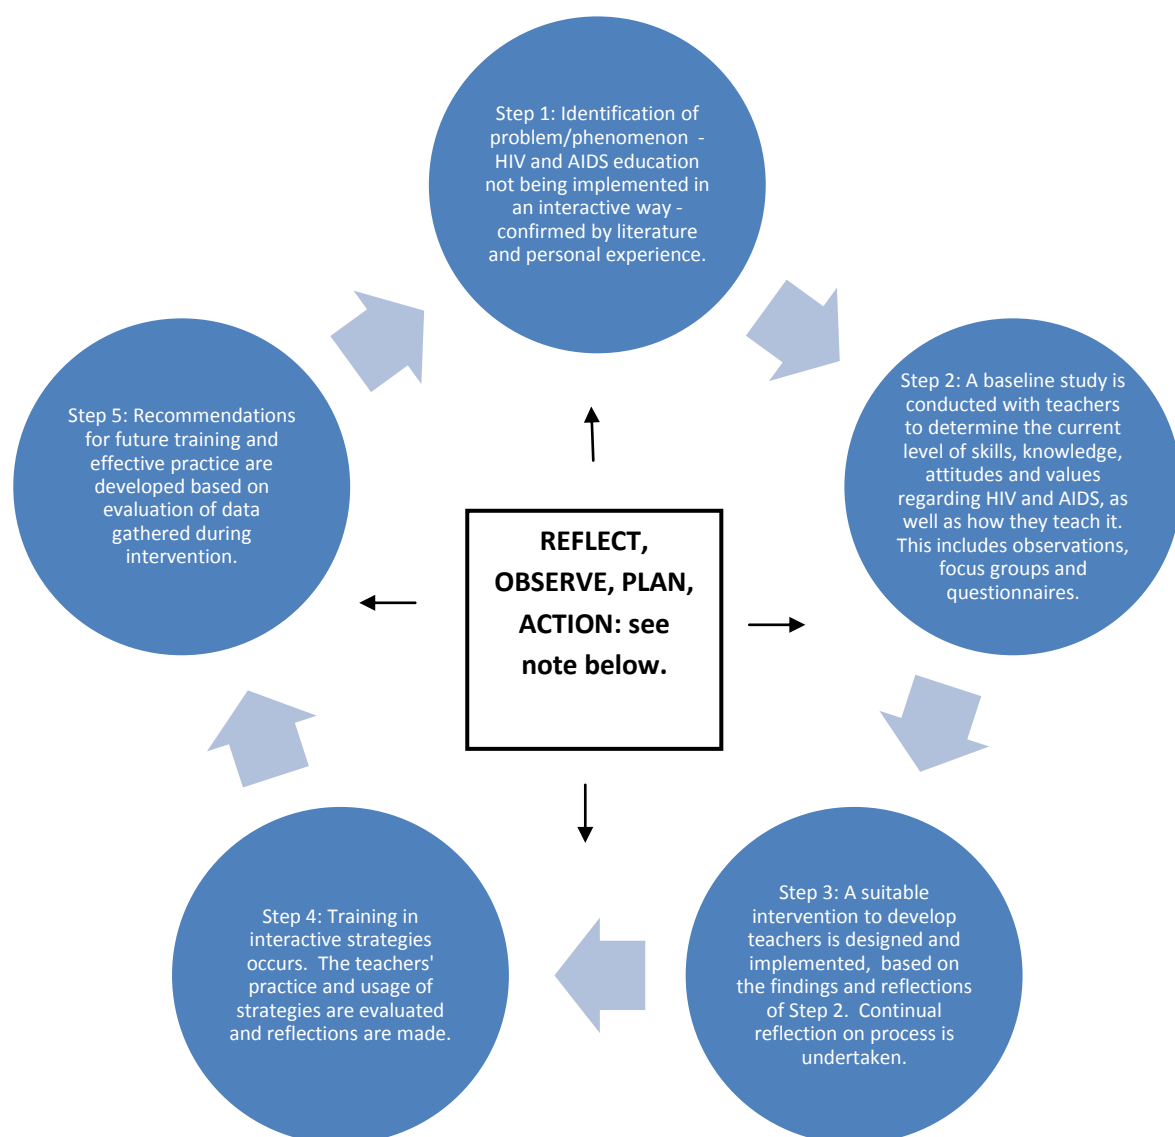 Step 1: Identification of
problem/phenomenon -
HIV and AIDS education
not being implemented in
an interactive way -
confirmed by literature
and personal experience.
Step 2: A baseline study is
conducted with teachers
to determine the current
level of skills, knowledge,
attitudes and values
regarding HIV and AIDS, as
well as how they teach it.
This includes observations,
focus groups and
questionnaires.
Step 3: A suitable
intervention to develop
teachers is designed and
implemented, based on
the findings and reflections
of Step 2. Continual
reflection on process is
undertaken.
Step 4: Training in
interactive strategies
occurs. The teachers'
practice and usage of
strategies are evaluated
and reflections are made.
Step 5: Recommendations
for future training and
effective practice are
developed based on
evaluation of data
gathered during
intervention.
REFLECT,
OBSERVE, PLAN,
ACTION: see
note below.